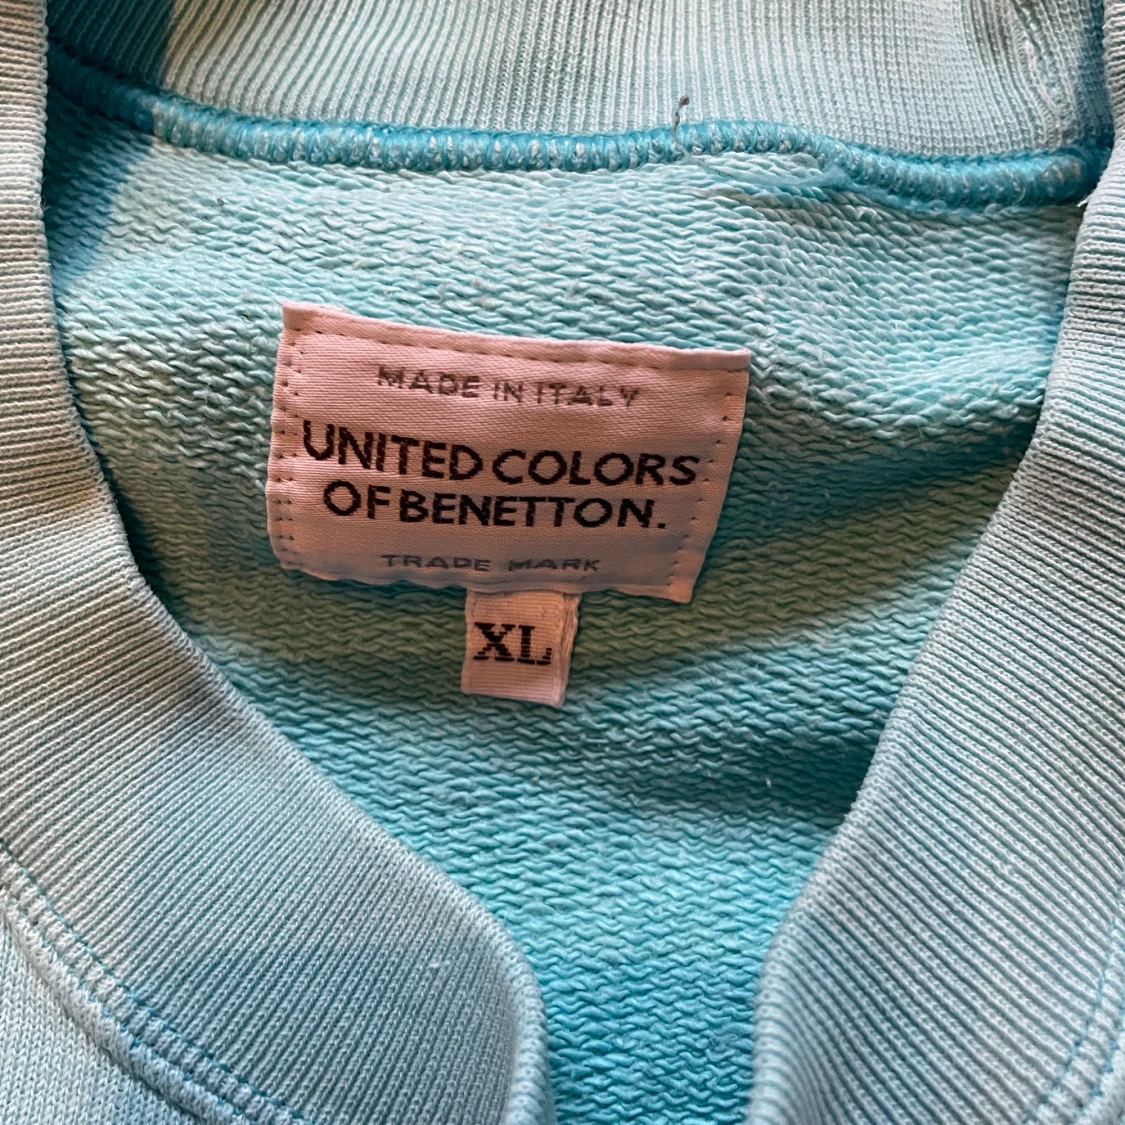 MADE IN ITALY
UNITED COLORS
OF BENETTON.
TRADE MARK
XL